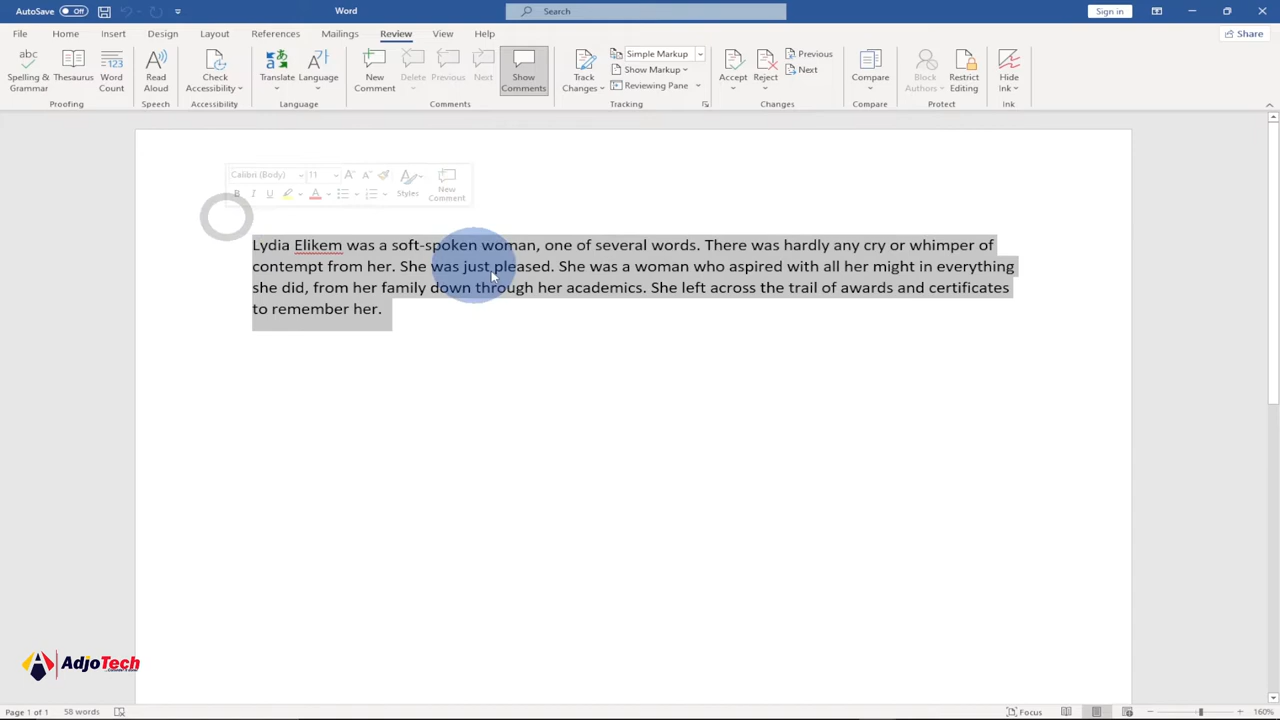 AutoSave Off Word Search Sign in
File Home Insert Design Layout References Mailings Review View Help Share
abc Spelling & Grammar
Thesaurus
123 Word Count
Read Aloud
Check Accessibility
Translate
Language
New Comment
Delete
Previous
Next
Show Comments
Track Changes
Simple Markup
Show Markup
Reviewing Pane
Accept
Reject
Previous
Next
Compare
Block Authors
Restrict Editing
Hide Ink
Proofing Speech Accessibility Language Comments Tracking Changes Compare Protect Ink
Calibri (Body) 11 A A
B I U A Styles New Comment
Lydia Elikem was a soft-spoken woman, one of several words. There was hardly any cry or whimper of
contempt from her. She was just pleased. She was a woman who aspired with all her might in everything
she did, from her family down through her academics. She left across the trail of awards and certificates
to remember her.
AdjoTech
Page 1 of 1 58 words Focus 160%